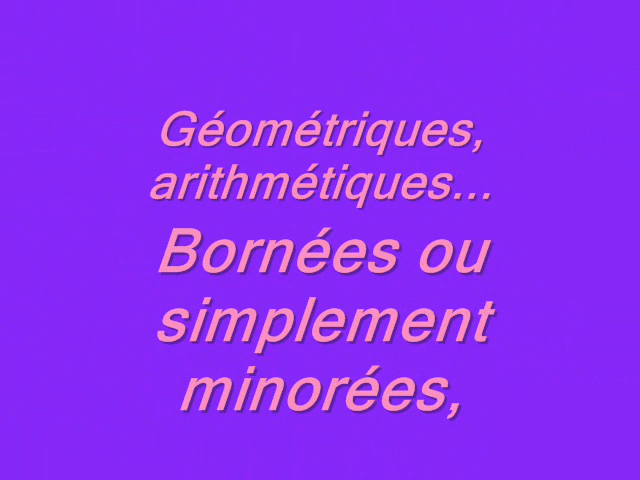 Géométriques,
arithmétiques...
Bornées ou
simplement
minorées,